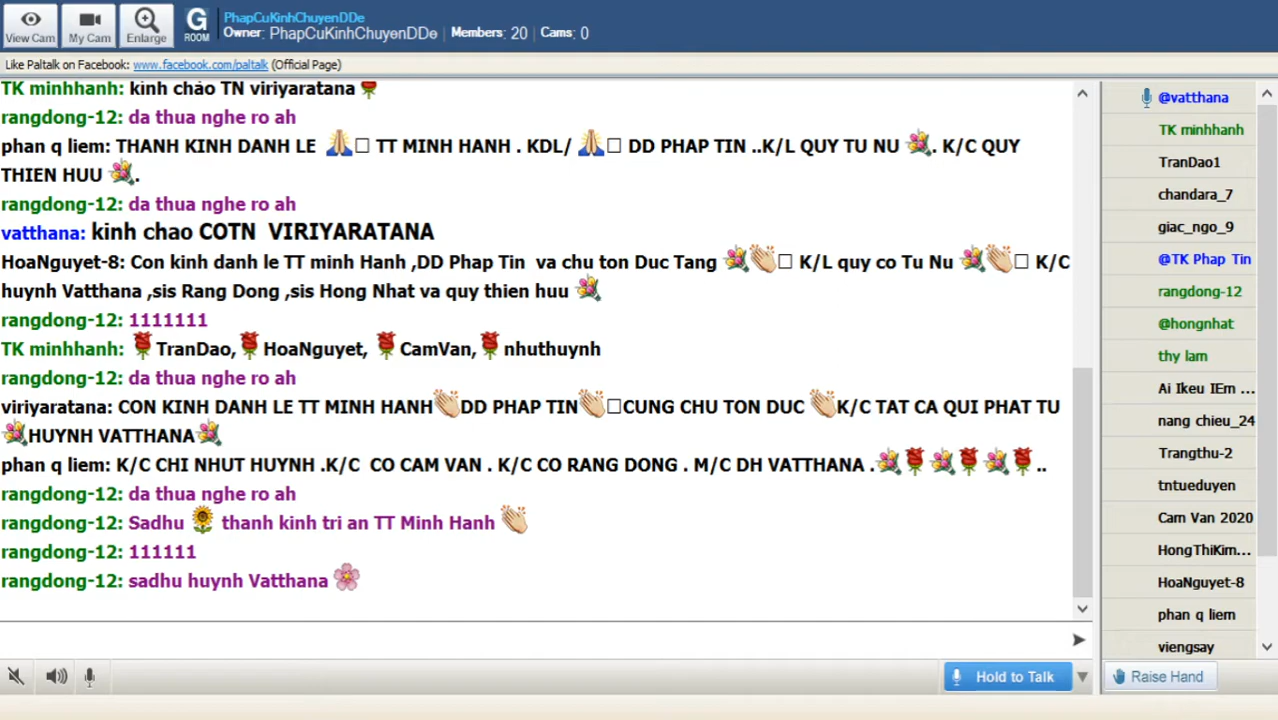 View Cam
My Cam
Enlarge
G
ROOM
PhapCuKinhChuyenDDe
Owner: PhapCuKinhChuyenDDe Members: 20 Cams: 0
Like Paltalk on Facebook: www.facebook.com/paltalk (Official Page)
TK minhhanh: kính chào TN viriyaratana
rangdong-12: da thua nghe ro ah
phan q liem: THANH KINH DANH LE TT MINH HANH . KDL/ DD PHAP TIN ..K/L QUY TU NU . K/C QUY
THIEN HUU .
rangdong-12: da thua nghe ro ah
vatthana: kinh chao COTN VIRIYARATANA
HoaNguyet-8: Con kinh danh le TT minh Hanh ,DD Phap Tin va chu ton Duc Tang K/L quy co Tu Nu K/C
huynh Vatthana ,sis Rang Dong ,sis Hong Nhat va quy thien huu
rangdong-12: 1111111
TK minhhanh: TranDao, HoaNguyet, CamVan, nhuthuynh
rangdong-12: da thua nghe ro ah
viriyaratana: CON KINH DANH LE TT MINH HANH DD PHAP TIN CUNG CHU TON DUC K/C TAT CA QUI PHAT TU
HUYNH VATTHANA
phan q liem: K/C CHI NHUT HUYNH .K/C CO CAM VAN . K/C CO RANG DONG . M/C DH VATTHANA . ..
rangdong-12: da thua nghe ro ah
rangdong-12: Sadhu thanh kinh tri an TT Minh Hanh
rangdong-12: 111111
rangdong-12: sadhu huynh Vatthana
@vatthana
TK minhhanh
TranDao1
chandara_7
giac_ngo_9
@TK Phap Tin
rangdong-12
@hongnhat
thy lam
Ai Ikeu IEm ...
nang chieu_24
Trangthu-2
tntueduyen
Cam Van 2020
HongThiKim...
HoaNguyet-8
phan q liem
viengsay
Hold to Talk
Raise Hand